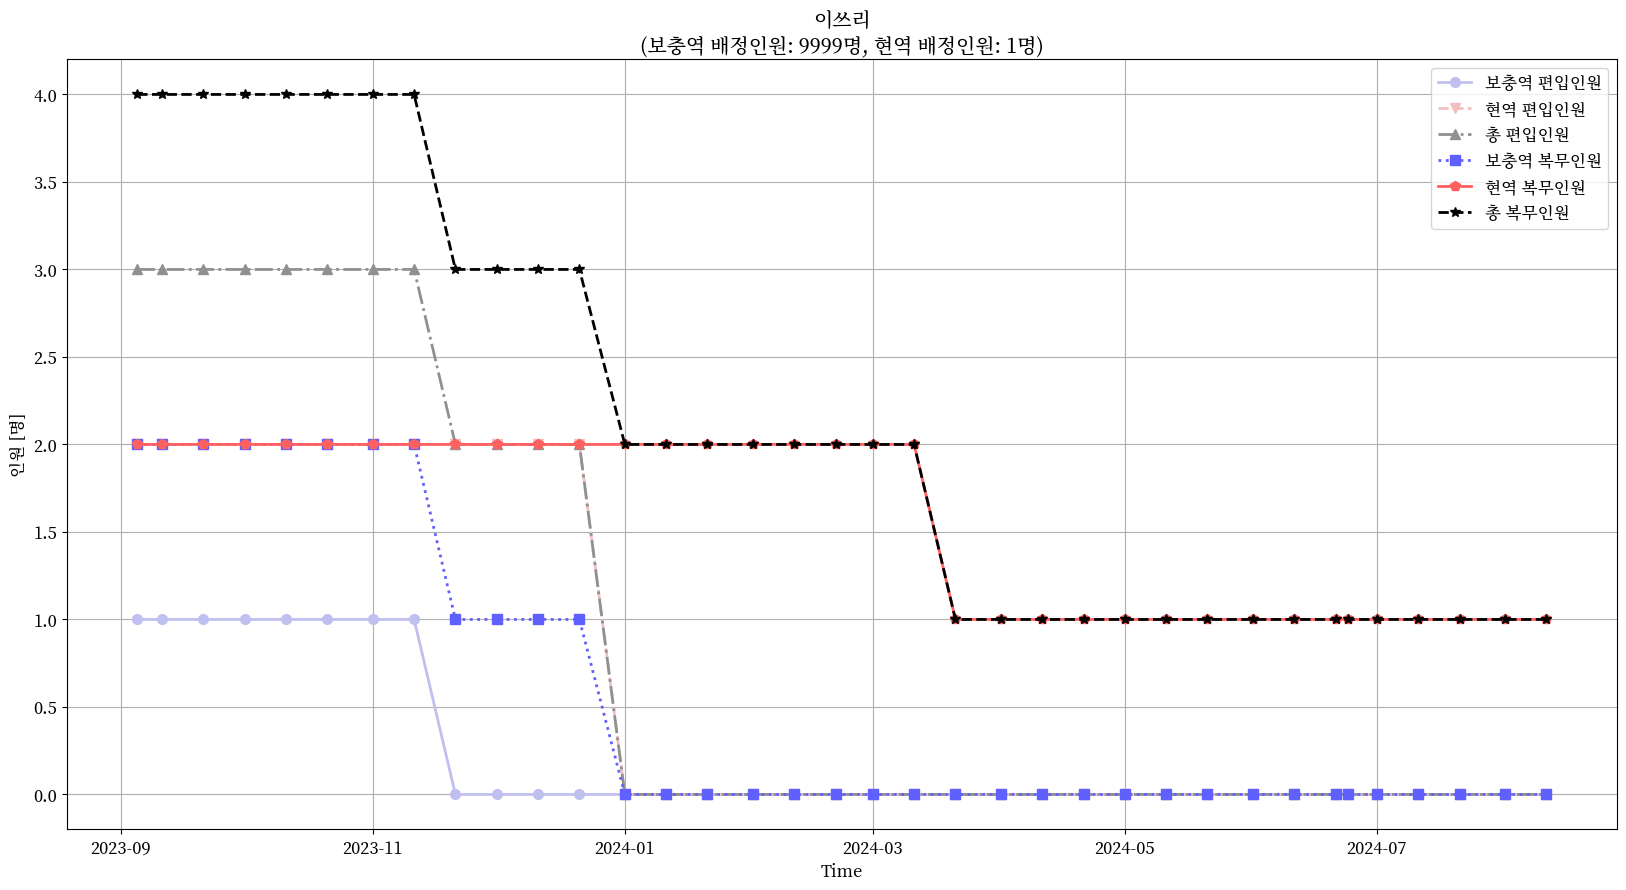 이쓰리
(보충역 배정인원: 9999명, 현역 배정인원: 1명)
보충역 편입인원
현역 편입인원
총 편입인원
보충역 복무인원
현역 복무인원
총 복무인원
인원 [명]
4.0
3.5
3.0
2.5
2.0
1.5
1.0
0.5
0.0
2023-09 2023-11 2024-01 2024-03 2024-05 2024-07
Time